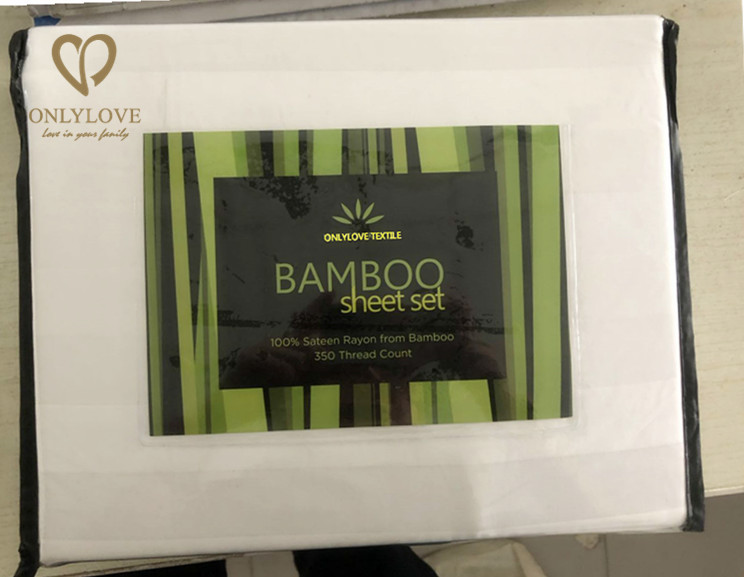 ONLYLOVE
Love in your family
ONLYLOVE TEXTILE
BAMBOO
sheet set
100% Sateen Rayon from Bamboo
350 Thread Count